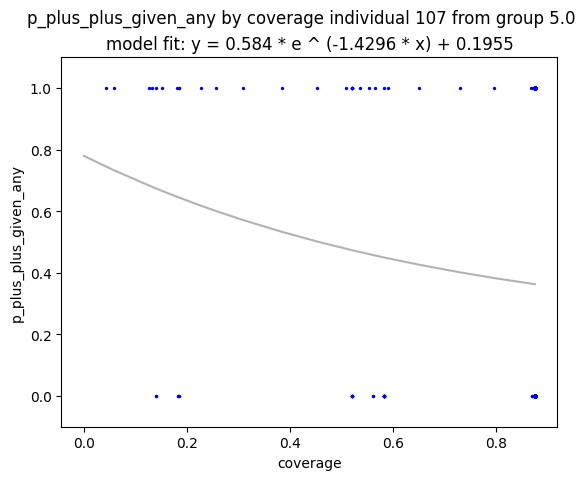 p_plus_plus_given_any by coverage individual 107 from group 5.0
model fit: y = 0.584 * e ^ (-1.4296 * x) + 0.1955
1.0
0.8
0.6
0.4
0.2
0.0
p_plus_plus_given_any
0.0 0.2 0.4 0.6 0.8
coverage